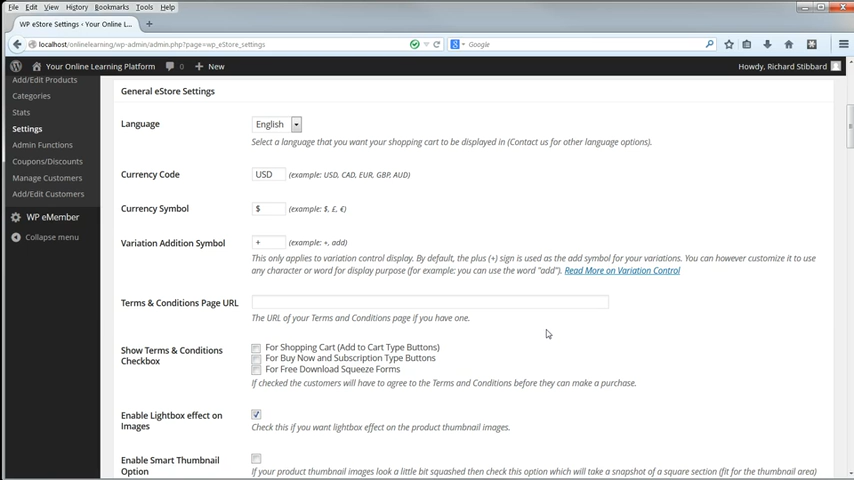 File Edit View History Bookmarks Tools Help
WP eStore Settings ‹ Your Online L...
localhost/onlinelearning/wp-admin/admin.php?page=wp_eStore_settings
Google
Your Online Learning Platform 0 New Howdy, Richard Stibbard
Add/Edit Products
Categories
Stats
Settings
Admin Functions
Coupons/Discounts
Manage Customers
Add/Edit Customers
WP eMember
Collapse menu
General eStore Settings
Language English
Select a language that you want your shopping cart to be displayed in (Contact us for other language options).
Currency Code USD (example: USD, CAD, EUR, GBP, AUD)
Currency Symbol $ (example: $, £, €)
Variation Addition Symbol + (example: +, add)
This only applies to variation control display. By default, the plus (+) sign is used as the add symbol for your variations. You can however customize it to use
any character or word for display purpose (for example: you can use the word "add"). Read More on Variation Control
Terms & Conditions Page URL
The URL of your Terms and Conditions page if you have one.
Show Terms & Conditions
Checkbox
For Shopping Cart (Add to Cart Type Buttons)
For Buy Now and Subscription Type Buttons
For Free Download Squeeze Forms
If checked the customers will have to agree to the Terms and Conditions before they can make a purchase.
Enable Lightbox effect on
Images
Check this if you want lightbox effect on the product thumbnail images.
Enable Smart Thumbnail
Option
If your product thumbnail images look a little bit squashed then check this option which will take a snapshot of a square section (fit for the thumbnail area)